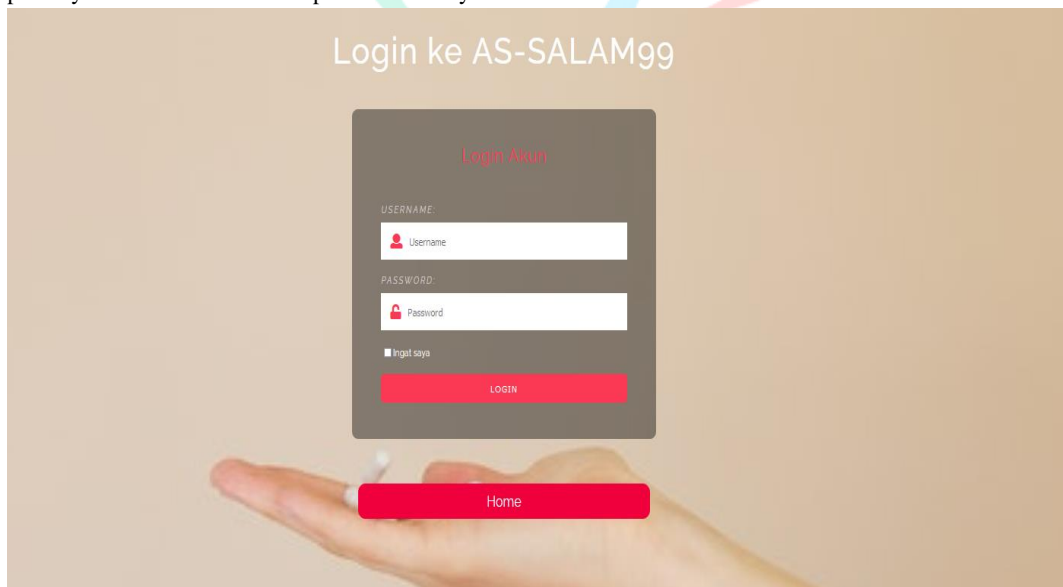 Login ke AS-SALAM99
Login Akun
USERNAME:
Username
PASSWORD:
Password
Ingat saya
LOGIN
Home